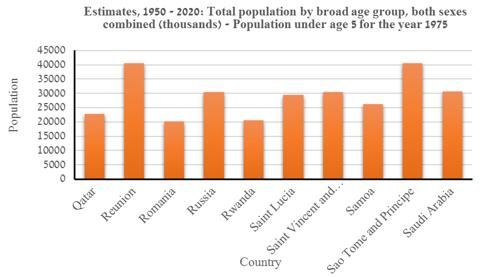 Estimates, 1950 - 2020: Total population by broad age group, both sexes
combined (thousands) - Population under age 5 for the year 1975
45000
40000
35000
30000
25000
20000
15000
10000
5000
0
Population
Qatar
Reunion
Romania
Russia
Rwanda
Saint Lucia
Saint Vincent and…
Samoa
Sao Tome and Principe
Saudi Arabia
Country